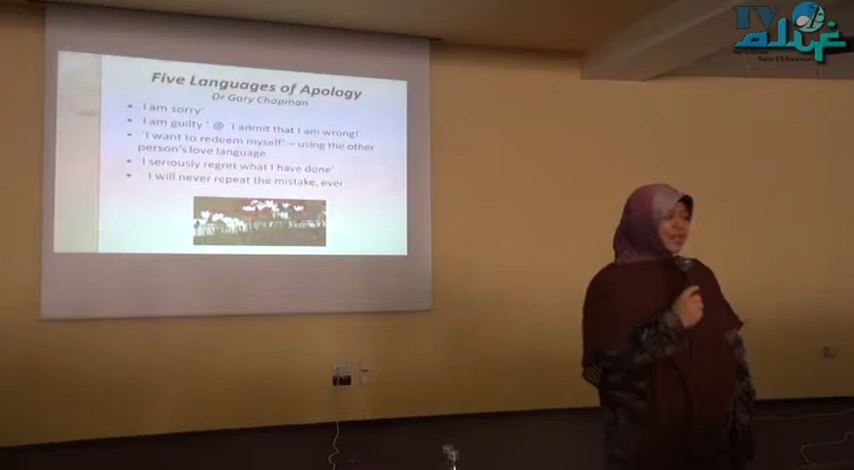 Five Languages of Apology
Dr Gary Chapman
• 'I am sorry'
• 'I am guilty' @ 'I admit that I am wrong!'
• 'I want to redeem myself' – using the other
person's love language
• 'I seriously regret what I have done'
• 'I will never repeat the mistake, ever
TV